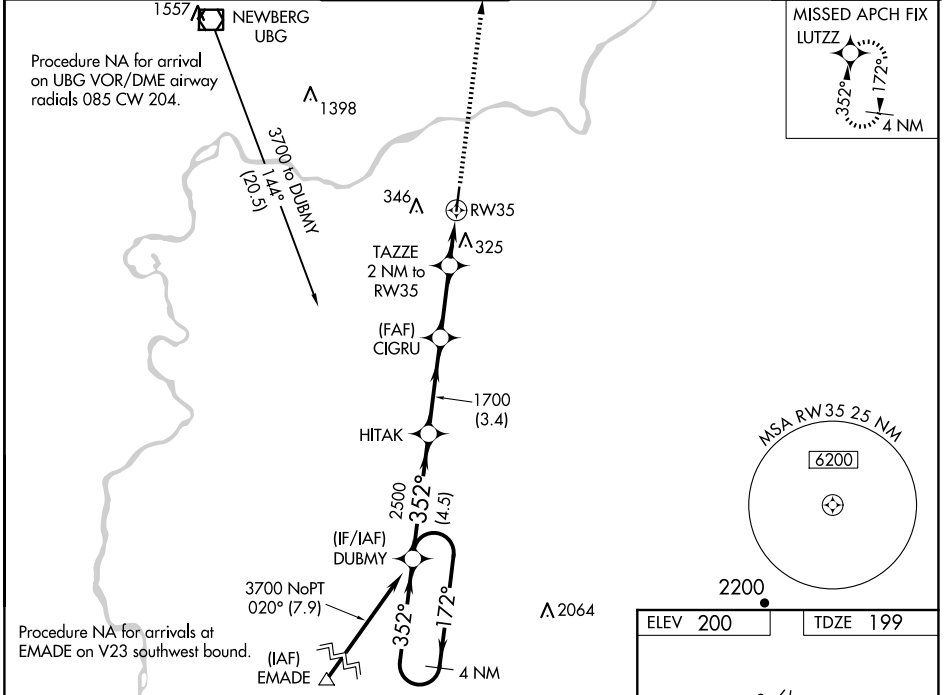 1557
NEWBERG
UBG
Procedure NA for arrival
on UBG VOR/DME airway
radials 085 CW 204.
1398
3700 to DUBMY
144°
(20.5)
MISSED APCH FIX
LUTZZ
352°
172°
4 NM
346
RW35
325
TAZZE
2 NM to
RW35
(FAF)
CIGRU
1700
(3.4)
HITAK
2500
352°
(4.5)
(IF/IAF)
DUBMY
3700 NoPT
020° (7.9)
352°
172°
4 NM
(IAF)
EMADE
Procedure NA for arrivals at
EMADE on V23 southwest bound.
2064
MSA RW35 25 NM
6200
2200
ELEV 200
TDZE 199